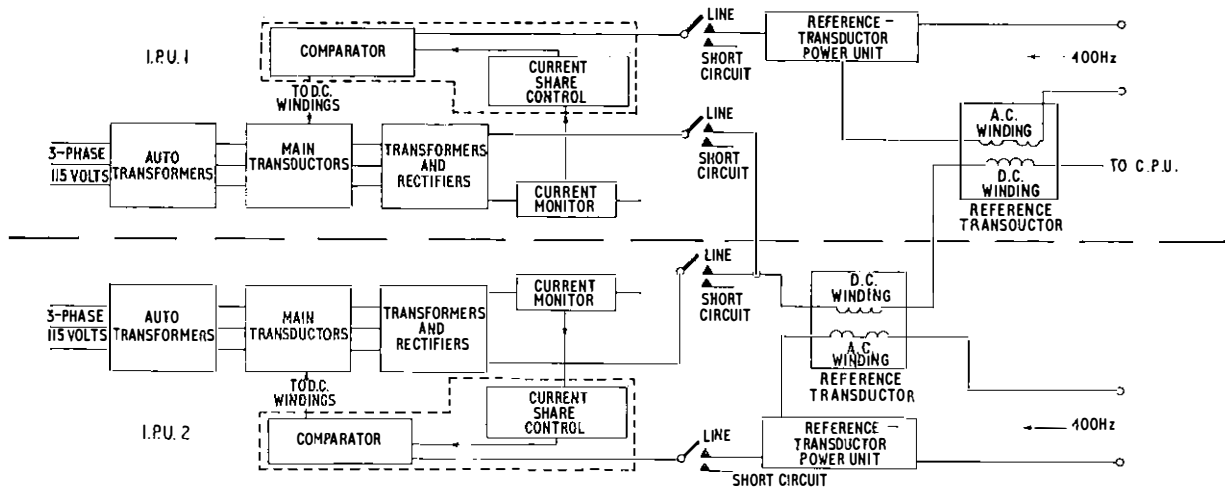 I.P.U. 1
COMPARATOR
CURRENT
SHARE
CONTROL
TO D.C.
WINDINGS
3-PHASE
115 VOLTS
AUTO
TRANSFORMERS
MAIN
TRANSDUCTORS
TRANSFORMERS
AND
RECTIFIERS
CURRENT
MONITOR
LINE
SHORT
CIRCUIT
LINE
SHORT
CIRCUIT
REFERENCE -
TRANSDUCTOR
POWER UNIT
400Hz
A.C.
WINDING
D.C.
WINDING
REFERENCE
TRANSDUCTOR
TO C.P.U.
3-PHASE
115 VOLTS
AUTO
TRANSFORMERS
MAIN
TRANSDUCTORS
TRANSFORMERS
AND
RECTIFIERS
CURRENT
MONITOR
LINE
SHORT
CIRCUIT
D.C.
WINDING
A.C.
WINDING
REFERENCE
TRANSDUCTOR
TO D.C.
WINDINGS
I.P.U. 2
COMPARATOR
CURRENT
SHARE
CONTROL
LINE
SHORT CIRCUIT
REFERENCE -
TRANSDUCTOR
POWER UNIT
400Hz